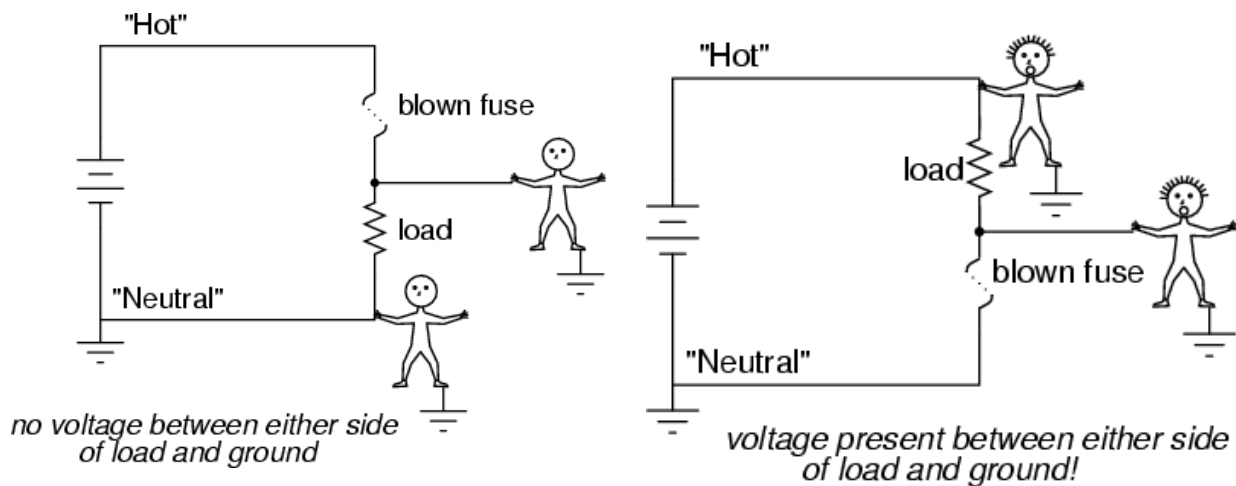 "Hot"
blown fuse
load
"Neutral"
no voltage between either side
of load and ground
"Hot"
load
blown fuse
"Neutral"
voltage present between either side
of load and ground!